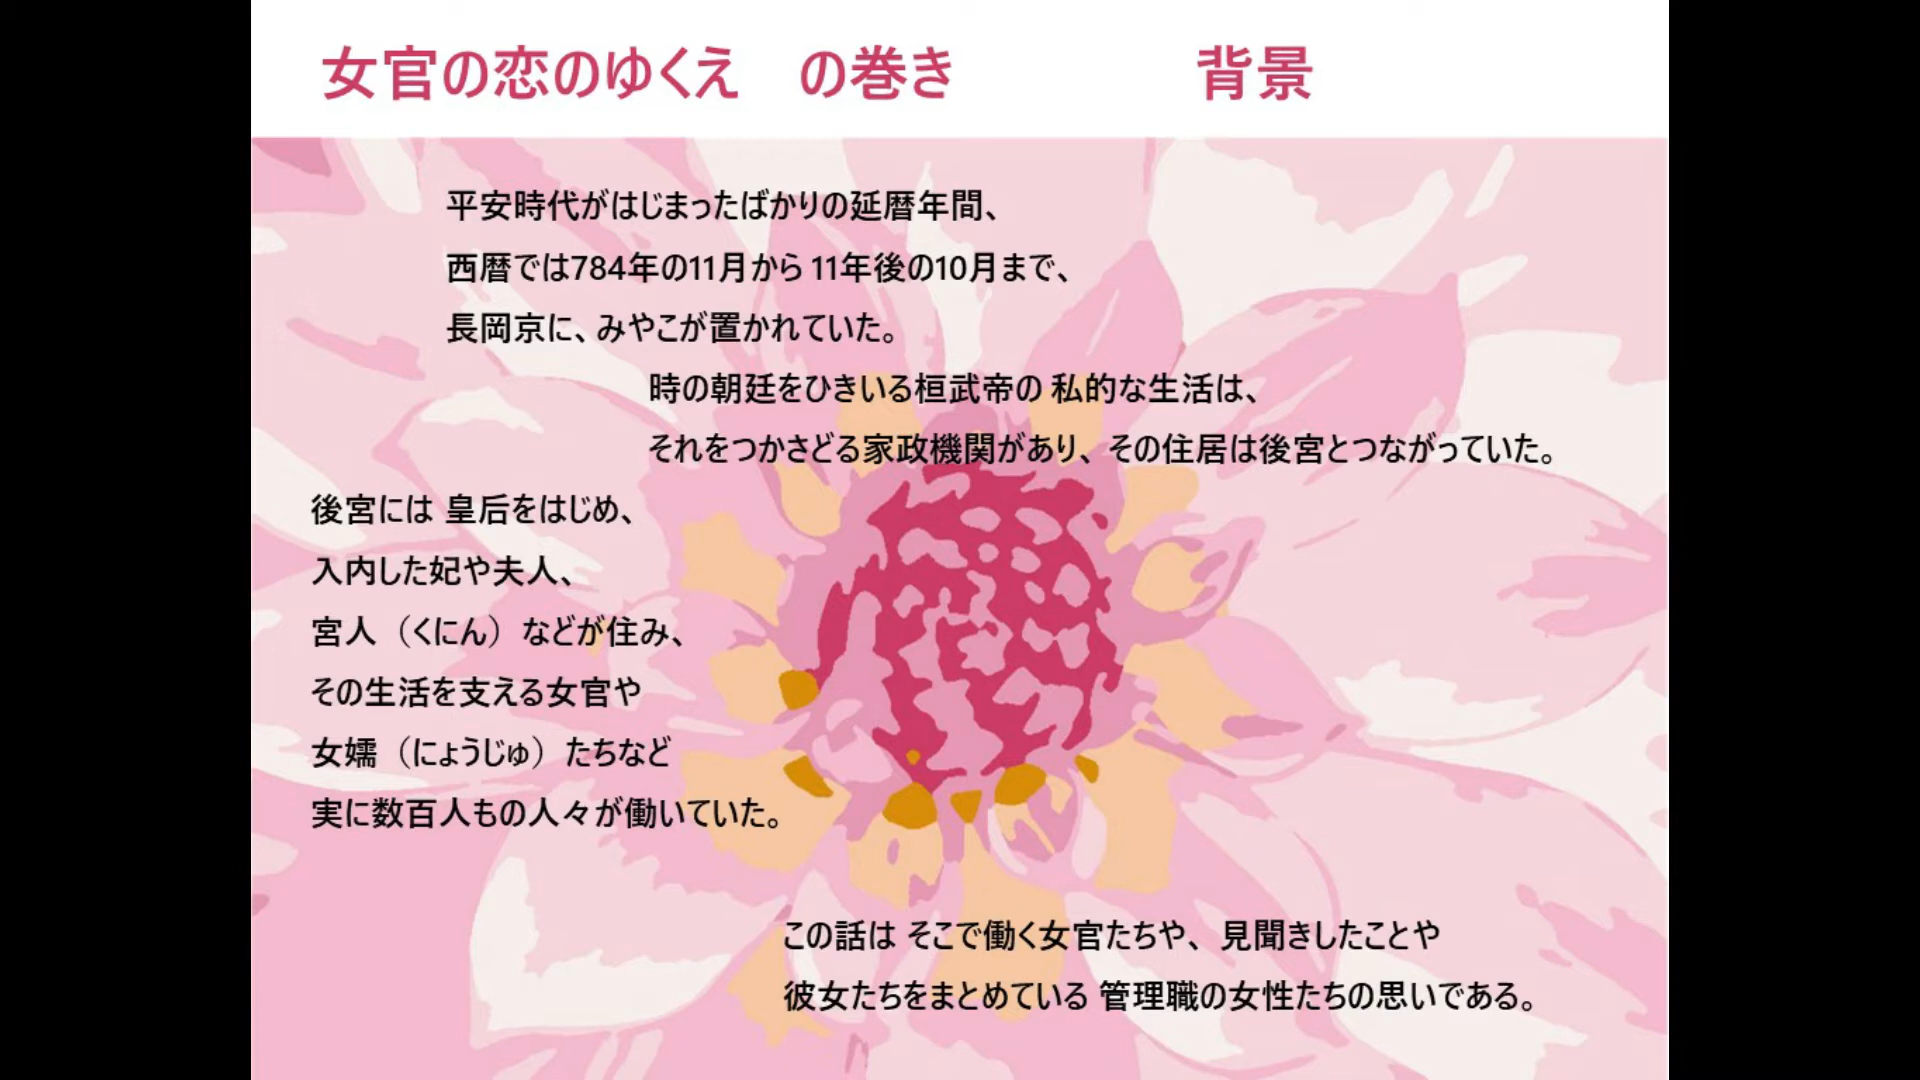 女官の恋のゆくえ　の巻き　　　　背景
平安時代がはじまったばかりの延暦年間、
西暦では784年の11月から 11年後の10月まで、
長岡京に、みやこが置かれていた。
時の朝廷をひきいる桓武帝の 私的な生活は、
それをつかさどる家政機関があり、その住居は後宮とつながっていた。
後宮には 皇后をはじめ、
入内した妃や夫人、
宮人（くにん）などが住み、
その生活を支える女官や
女嬬（にょうじゅ）たちなど
実に数百人もの人々が働いていた。
この話は そこで働く女官たちや、見聞きしたことや
彼女たちをまとめている 管理職の女性たちの思いである。